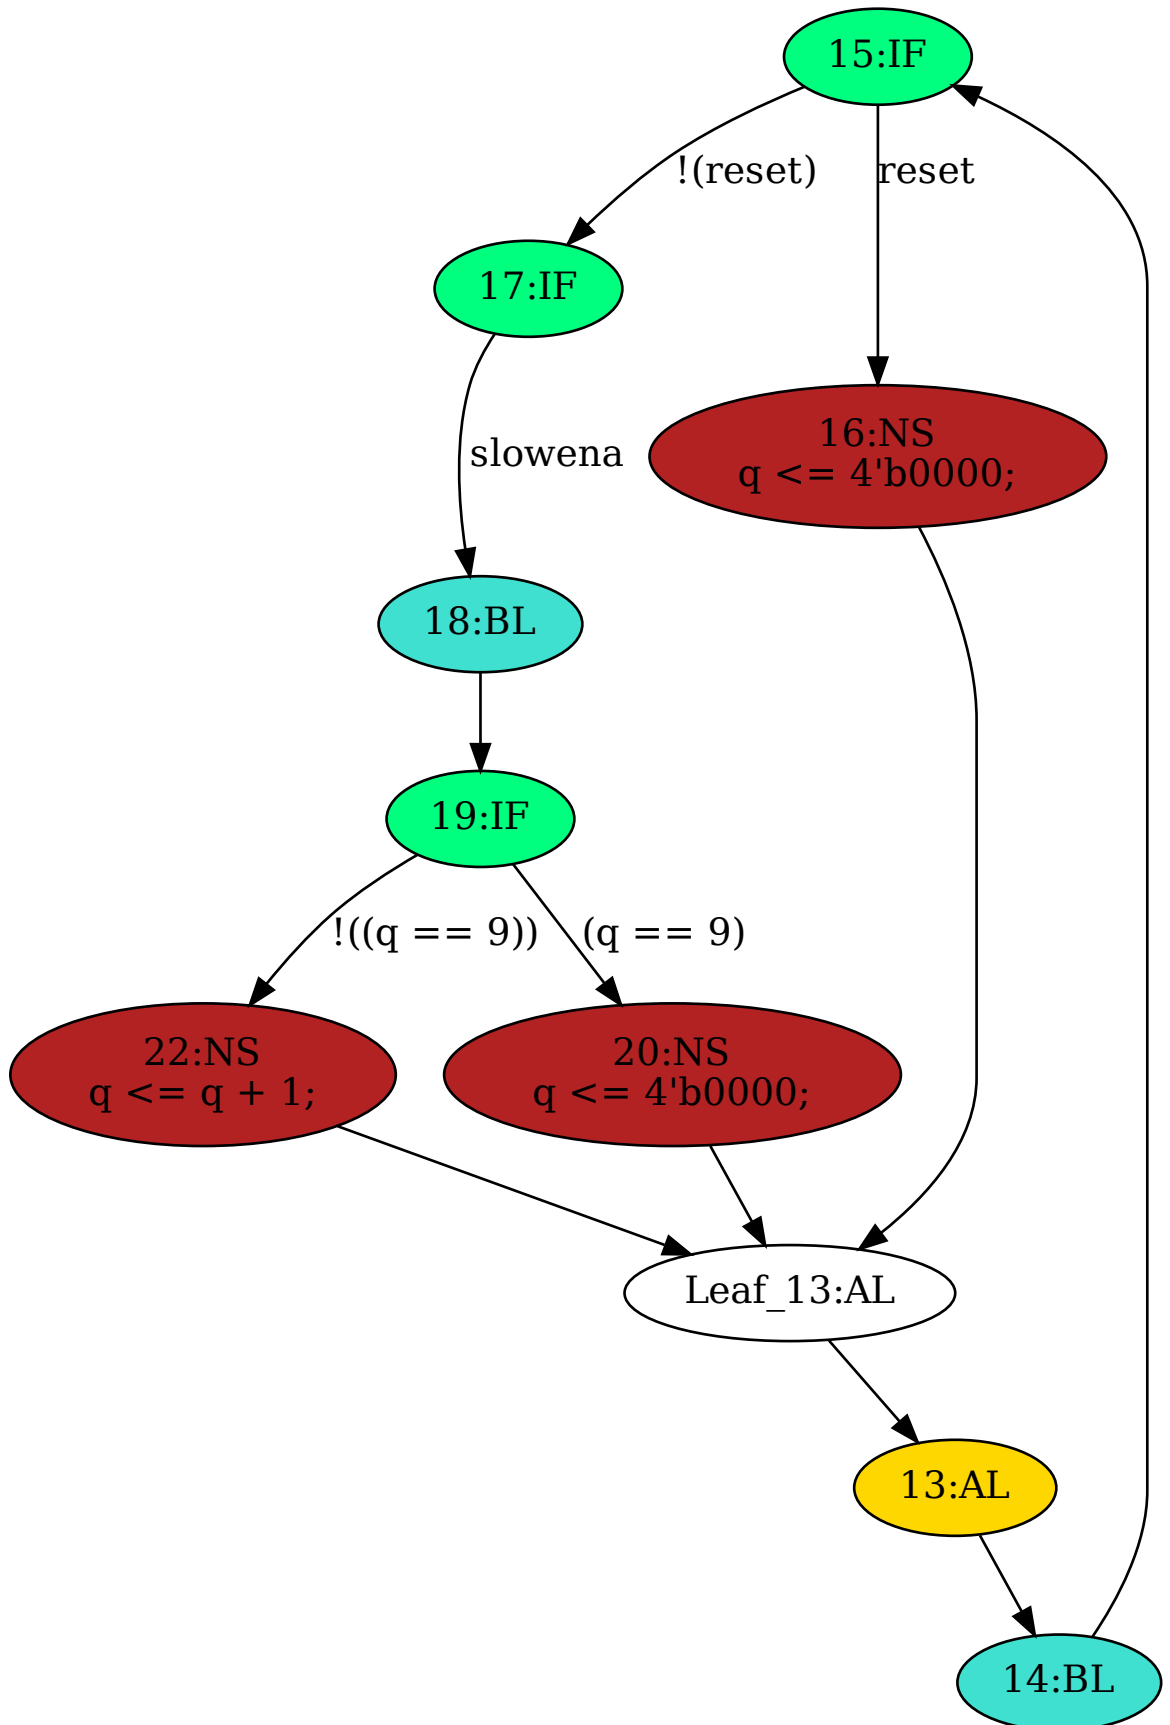 15:IF
!(reset)
reset
17:IF
16:NS
q <= 4'b0000;
slowena
18:BL
19:IF
!((q == 9))
(q == 9)
22:NS
q <= q + 1;
20:NS
q <= 4'b0000;
Leaf_13:AL
13:AL
14:BL